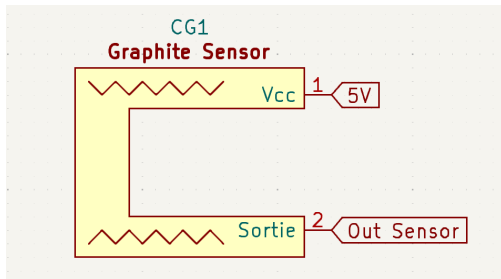 CG1
Graphite Sensor
Vcc 1 5V
Sortie 2 Out Sensor